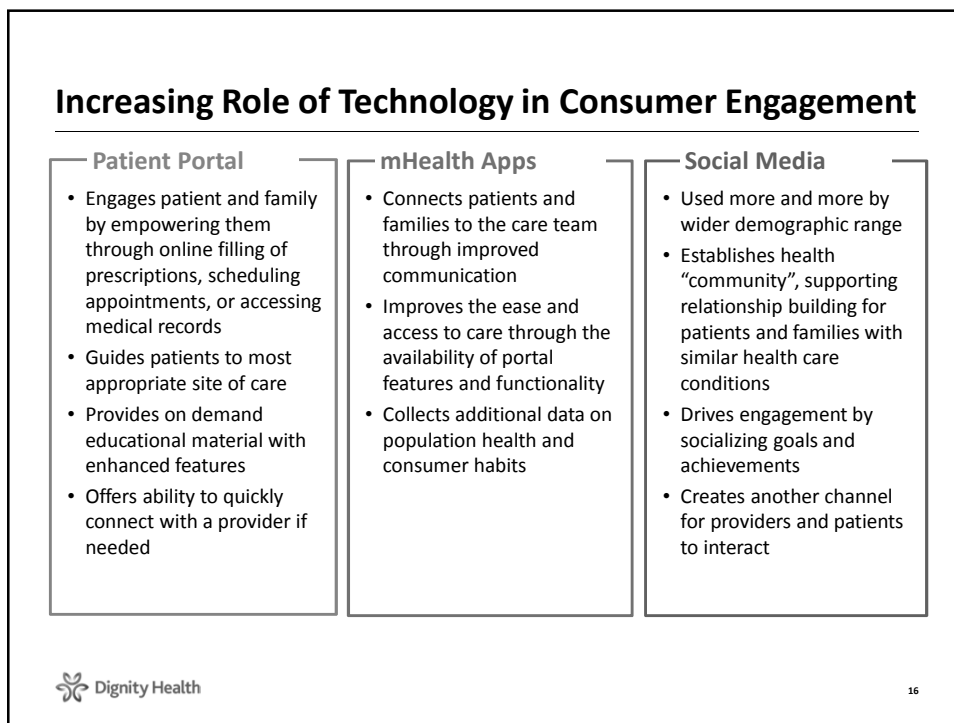 Increasing Role of Technology in Consumer Engagement
Patient Portal
• Engages patient and family
by empowering them
through online filling of
prescriptions, scheduling
appointments, or accessing
medical records
• Guides patients to most
appropriate site of care
• Provides on demand
educational material with
enhanced features
• Offers ability to quickly
connect with a provider if
needed
mHealth Apps
• Connects patients and
families to the care team
through improved
communication
• Improves the ease and
access to care through the
availability of portal
features and functionality
• Collects additional data on
population health and
consumer habits
Social Media
• Used more and more by
wider demographic range
• Establishes health
“community”, supporting
relationship building for
patients and families with
similar health care
conditions
• Drives engagement by
socializing goals and
achievements
• Creates another channel
for providers and patients
to interact
Dignity Health
16